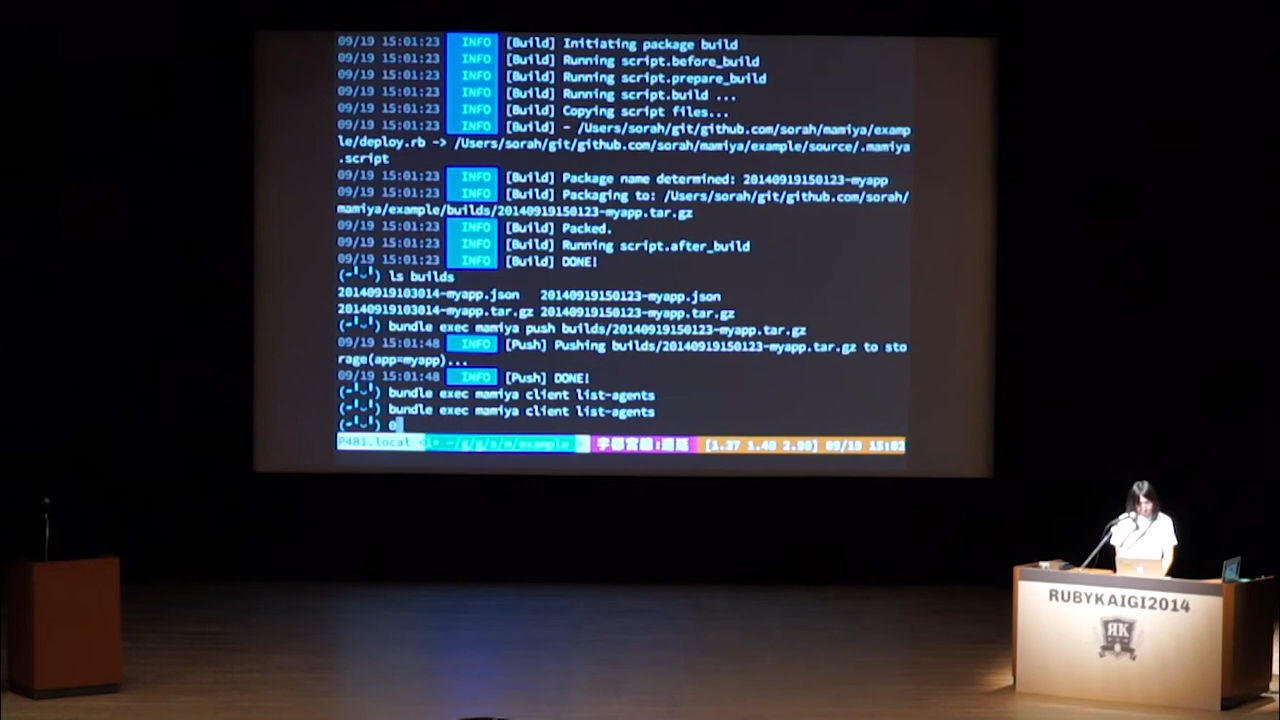 09/19 15:01:23 INFO [Build] Initiating package build
09/19 15:01:23 INFO [Build] Running script.before_build
09/19 15:01:23 INFO [Build] Running script.prepare_build
09/19 15:01:23 INFO [Build] Running script.build ...
09/19 15:01:23 INFO [Build] Copying script files...
09/19 15:01:23 INFO [Build] - /Users/sorah/git/github.com/sorah/mamiya/examp
le/deploy.rb -> /Users/sorah/git/github.com/sorah/mamiya/example/source/.mamiya
.script
09/19 15:01:23 INFO [Build] Package name determined: 20140919150123-myapp
09/19 15:01:23 INFO [Build] Packaging to: /Users/sorah/git/github.com/sorah/
mamiya/example/builds/20140919150123-myapp.tar.gz
09/19 15:01:23 INFO [Build] Packed.
09/19 15:01:23 INFO [Build] Running script.after_build
09/19 15:01:23 INFO [Build] DONE!
ls builds
20140919103014-myapp.json 20140919150123-myapp.json
20140919103014-myapp.tar.gz 20140919150123-myapp.tar.gz
bundle exec mamiya push builds/20140919150123-myapp.tar.gz
09/19 15:01:48 INFO [Push] Pushing builds/20140919150123-myapp.tar.gz to sto
rage(app=myapp)...
09/19 15:01:48 INFO [Push] DONE!
bundle exec mamiya client list-agents
bundle exec mamiya client list-agents
P481.local ~/g/g/s/m/example 宇都宮線:遅延 [1.37 1.40 2.90] 09/19 15:02
RUBYKAIGI2014
RK